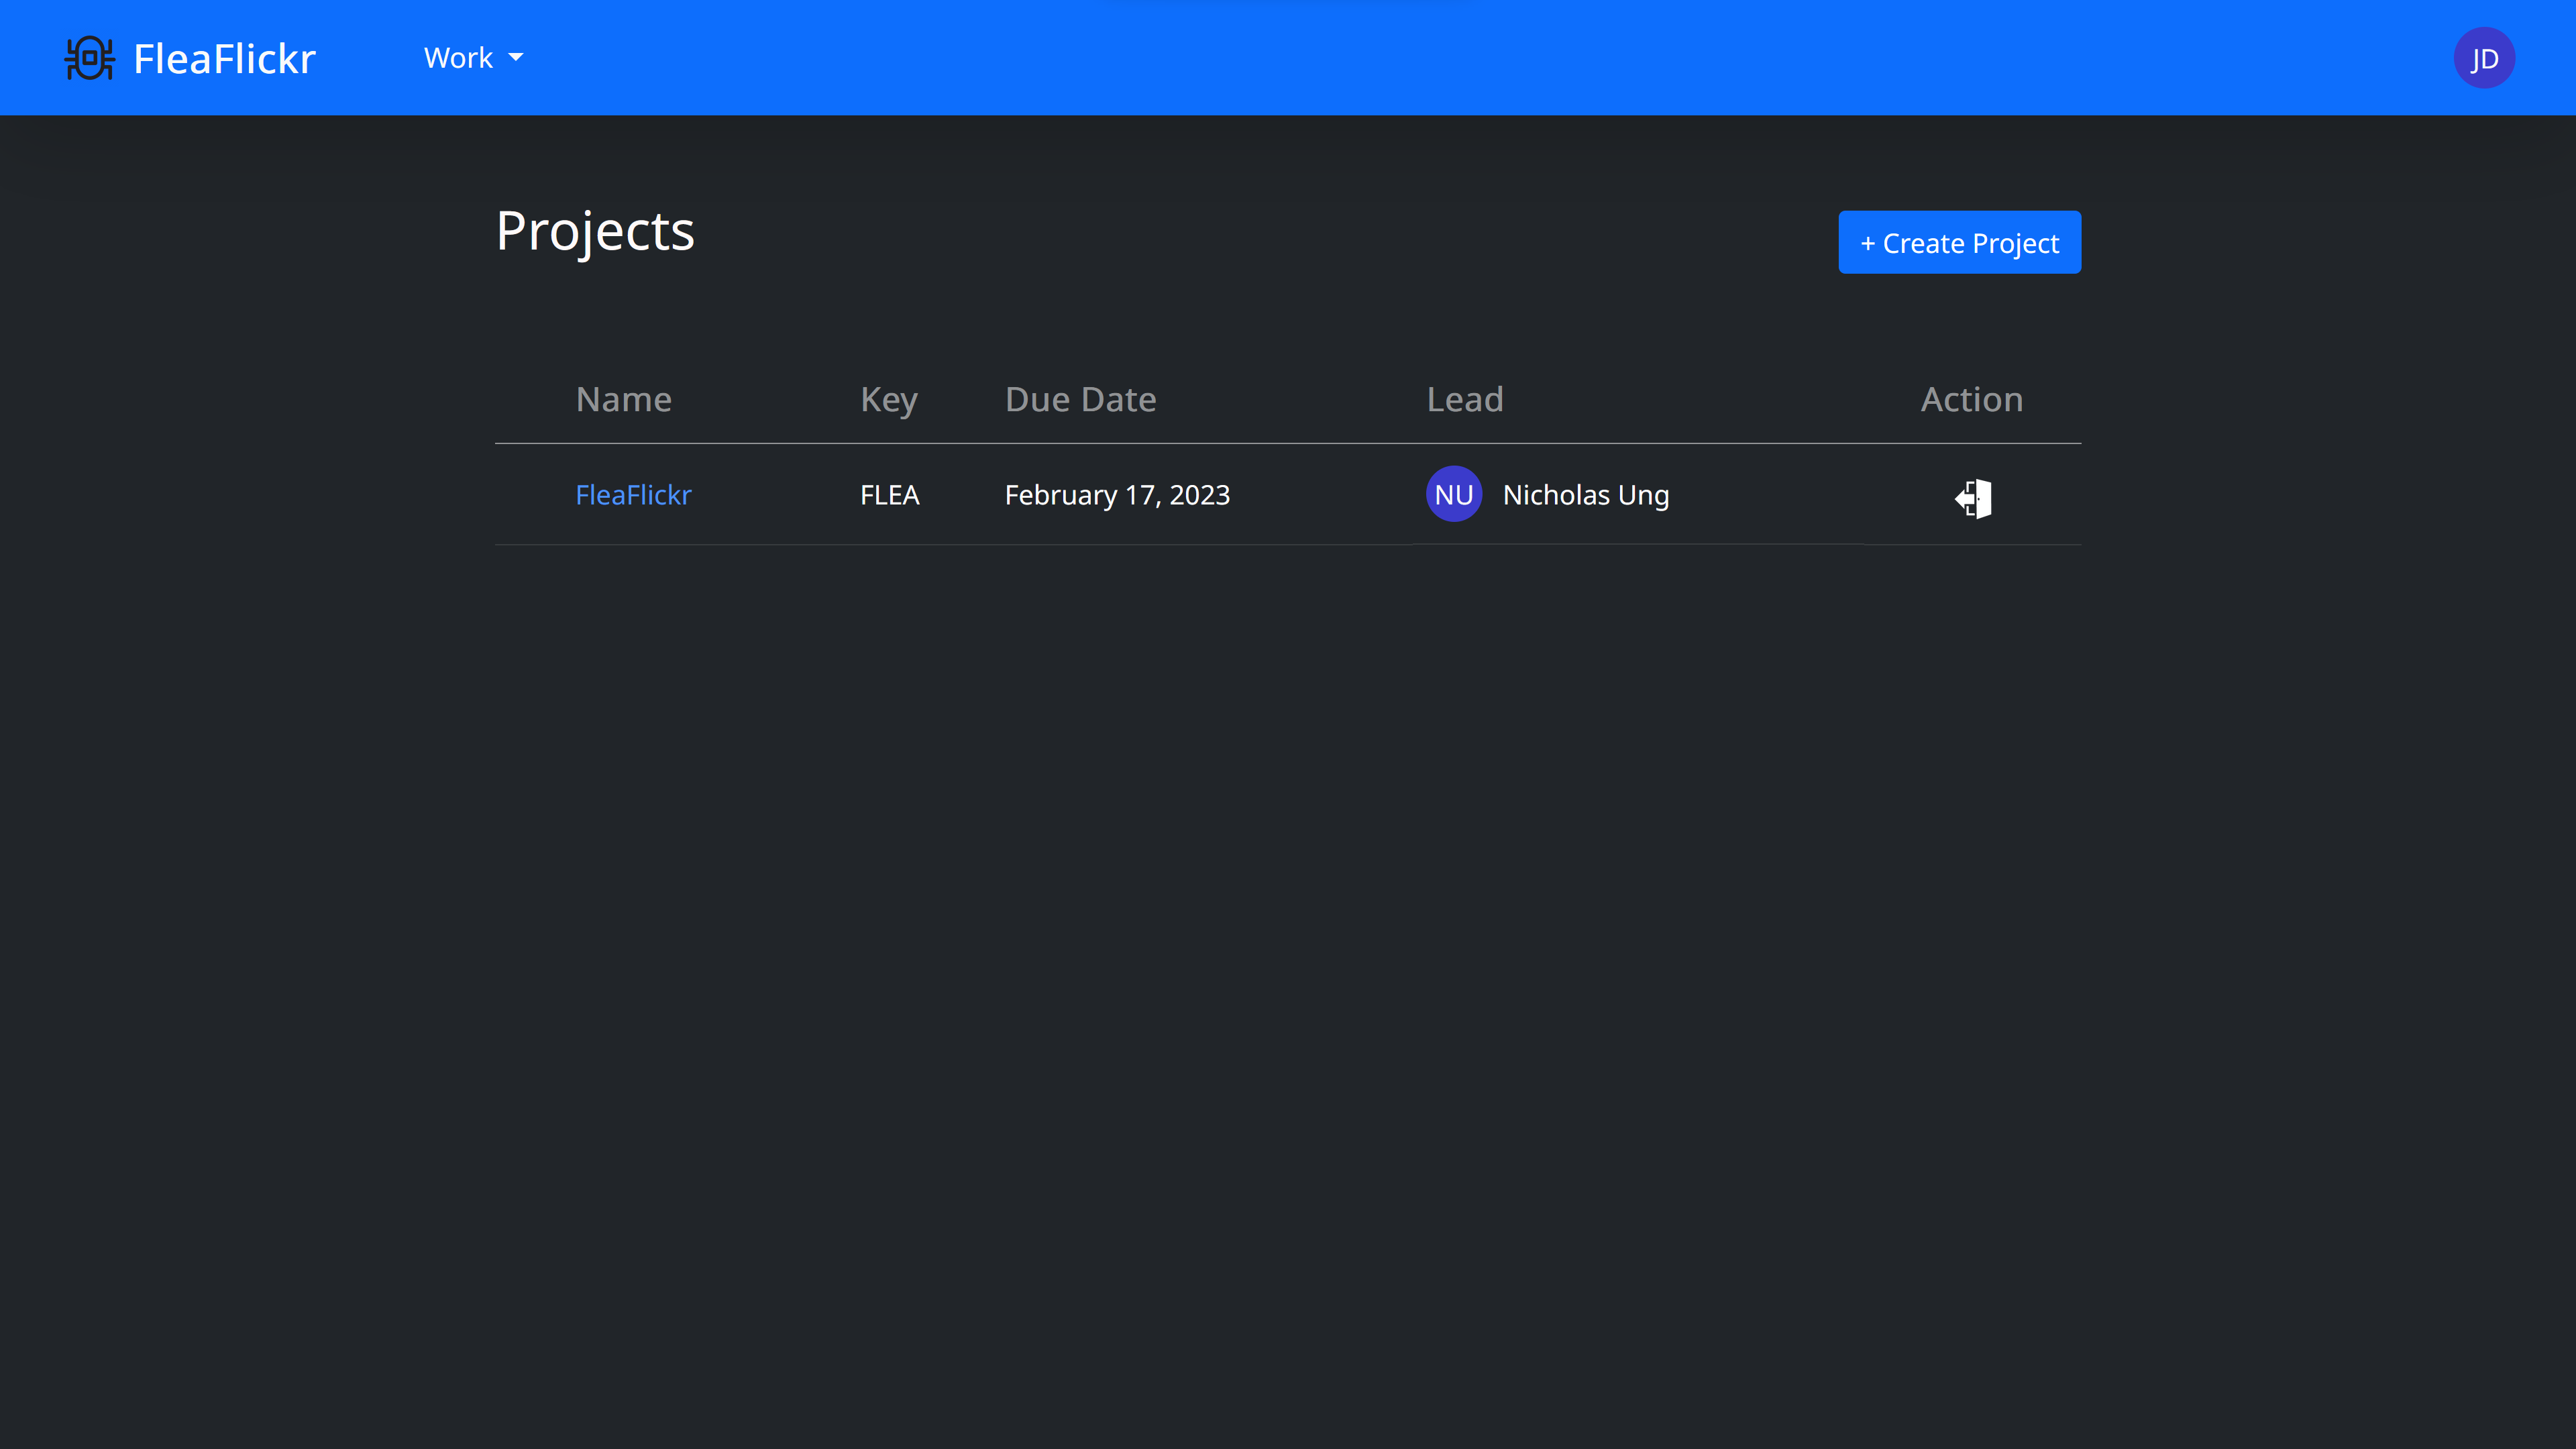 FleaFlickr Work JD
Projects + Create Project
Name Key Due Date Lead Action
FleaFlickr FLEA February 17, 2023 NU Nicholas Ung